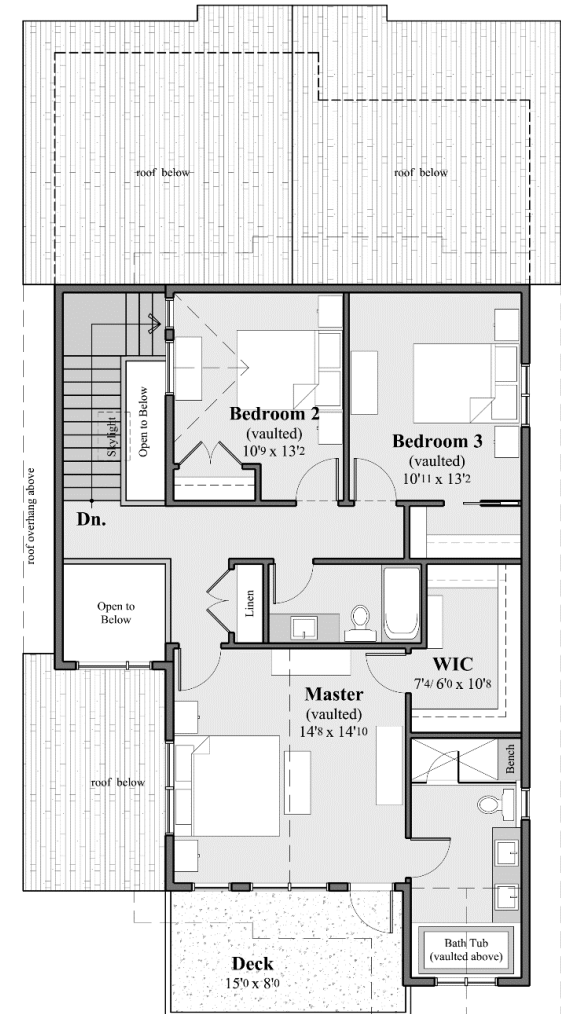 roof below
roof below
Skylight
Open to Below
Bedroom 2
(vaulted)
10'9 x 13'2
Bedroom 3
(vaulted)
10'11 x 13'2
roof overhang above
Dn.
Open to
Below
Linen
WIC
7'4/ 6'0 x 10'8
Master
(vaulted)
14'8 x 14'10
Bench
roof below
Bath Tub
(vaulted above)
Deck
15'0 x 8'0